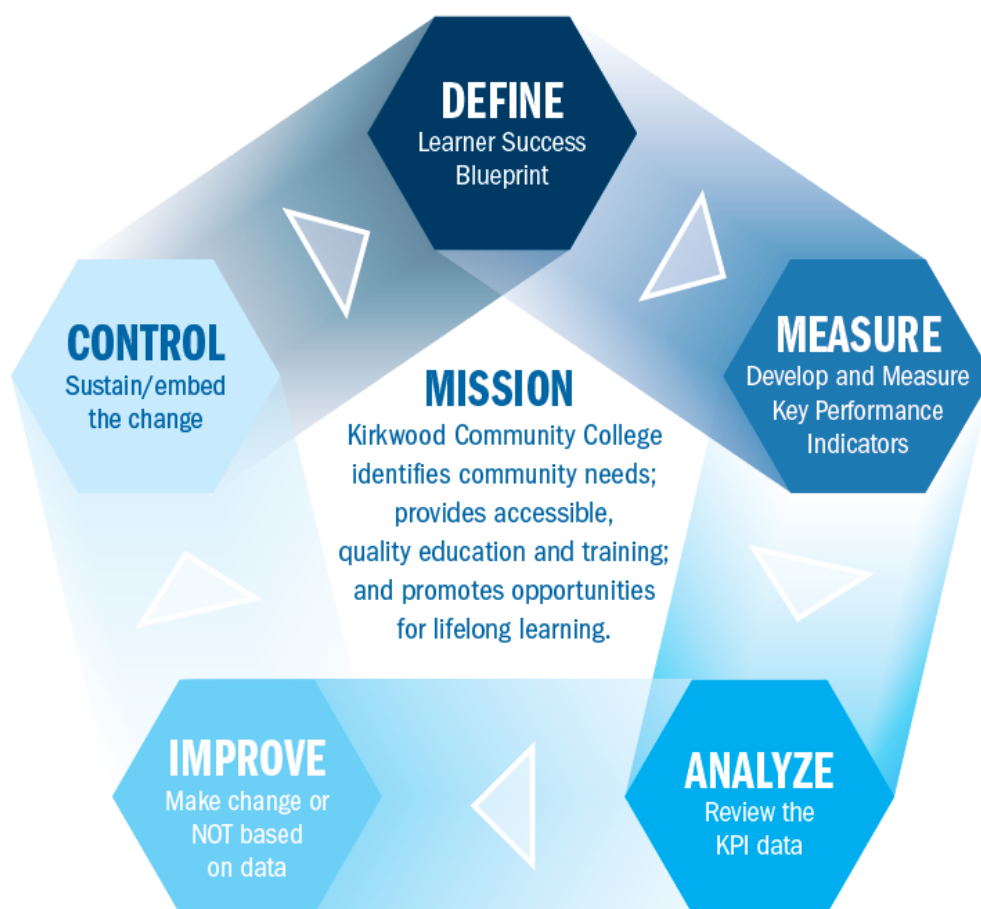 DEFINE
Learner Success
Blueprint
MEASURE
Develop and Measure
Key Performance
Indicators
ANALYZE
Review the
KPI data
IMPROVE
Make change or
NOT based
on data
CONTROL
Sustain/embed
the change
MISSION
Kirkwood Community College
identifies community needs;
provides accessible,
quality education and training;
and promotes opportunities
for lifelong learning.